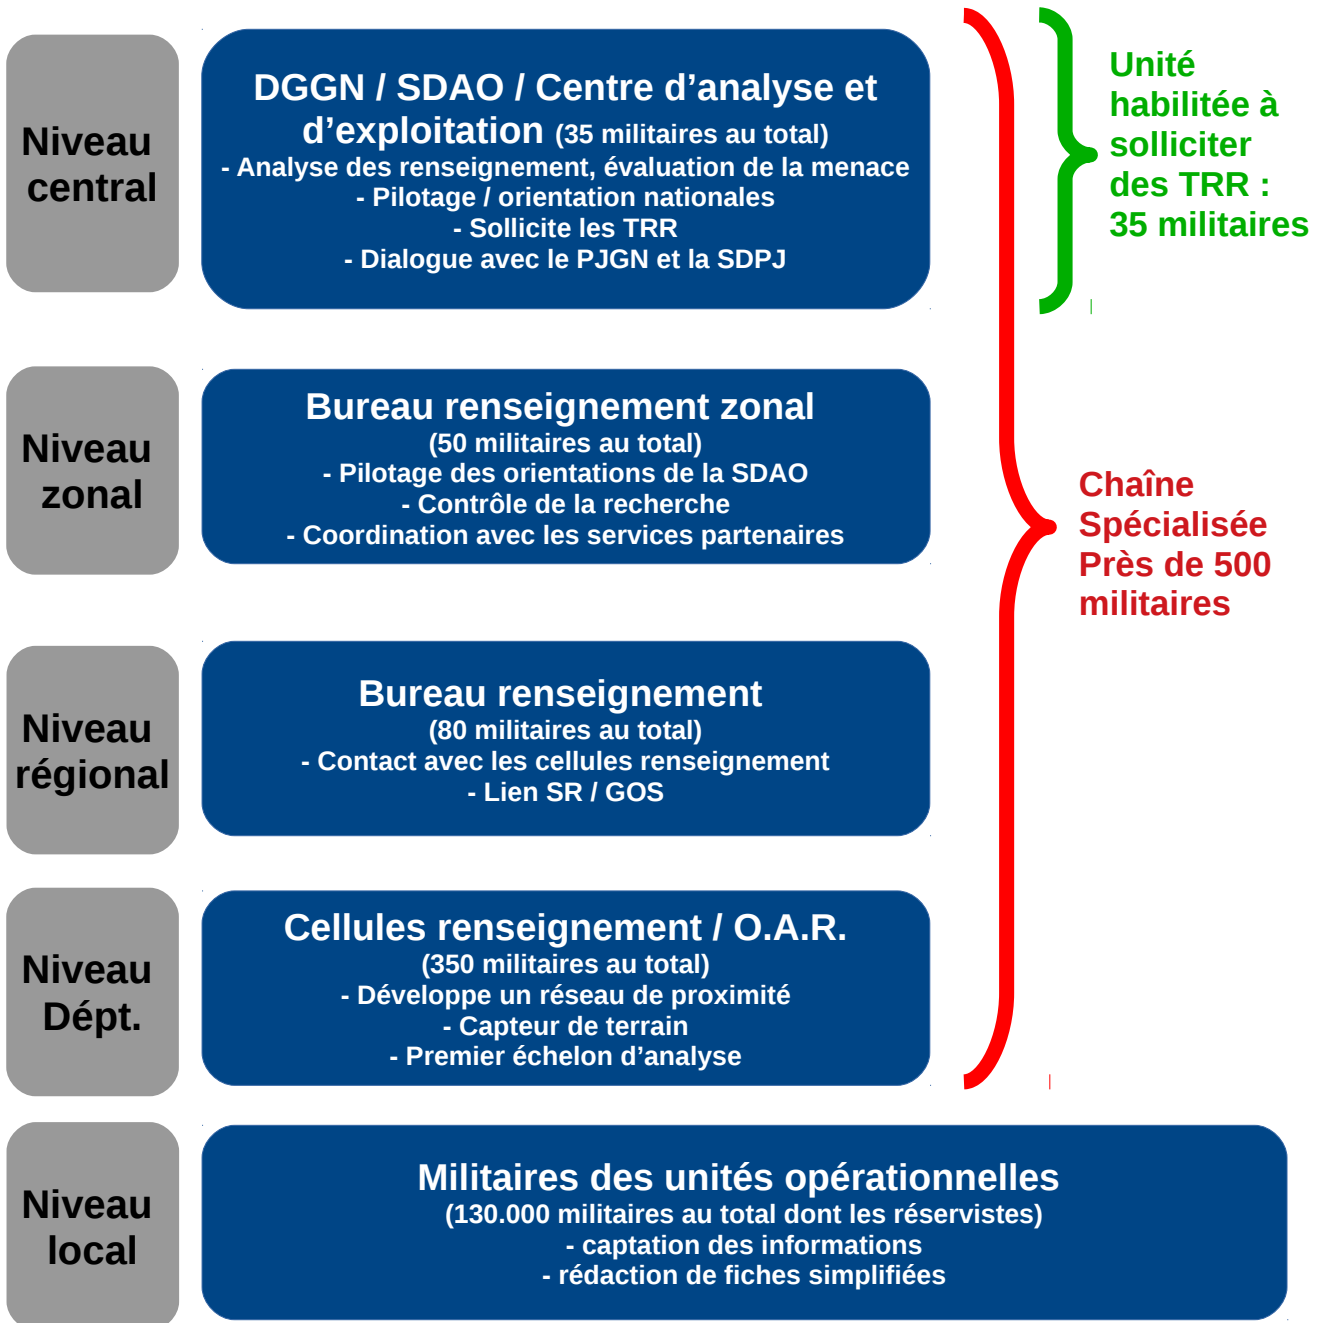 Niveau
central
DGGN / SDAO / Centre d’analyse et
d’exploitation (35 militaires au total)
- Analyse des renseignement, évaluation de la menace
- Pilotage / orientation nationales
- Sollicite les TRR
- Dialogue avec le PJGN et la SDPJ
Unité
habilitée à
solliciter
des TRR :
35 militaires
Niveau
zonal
Bureau renseignement zonal
(50 militaires au total)
- Pilotage des orientations de la SDAO
- Contrôle de la recherche
- Coordination avec les services partenaires
Chaîne
Spécialisée
Près de 500
militaires
Niveau
régional
Bureau renseignement
(80 militaires au total)
- Contact avec les cellules renseignement
- Lien SR / GOS
Niveau
Dépt.
Cellules renseignement / O.A.R.
(350 militaires au total)
- Développe un réseau de proximité
- Capteur de terrain
- Premier échelon d’analyse
Niveau
local
Militaires des unités opérationnelles
(130.000 militaires au total dont les réservistes)
- captation des informations
- rédaction de fiches simplifiées